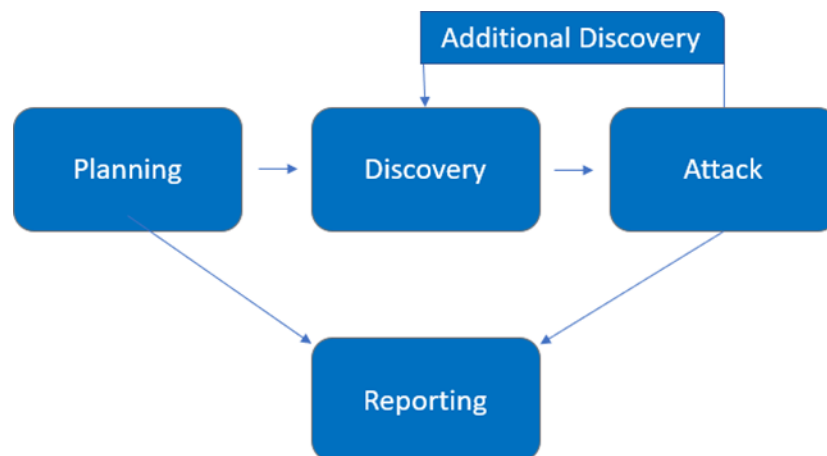 Additional Discovery
Planning
Discovery
Attack
Reporting